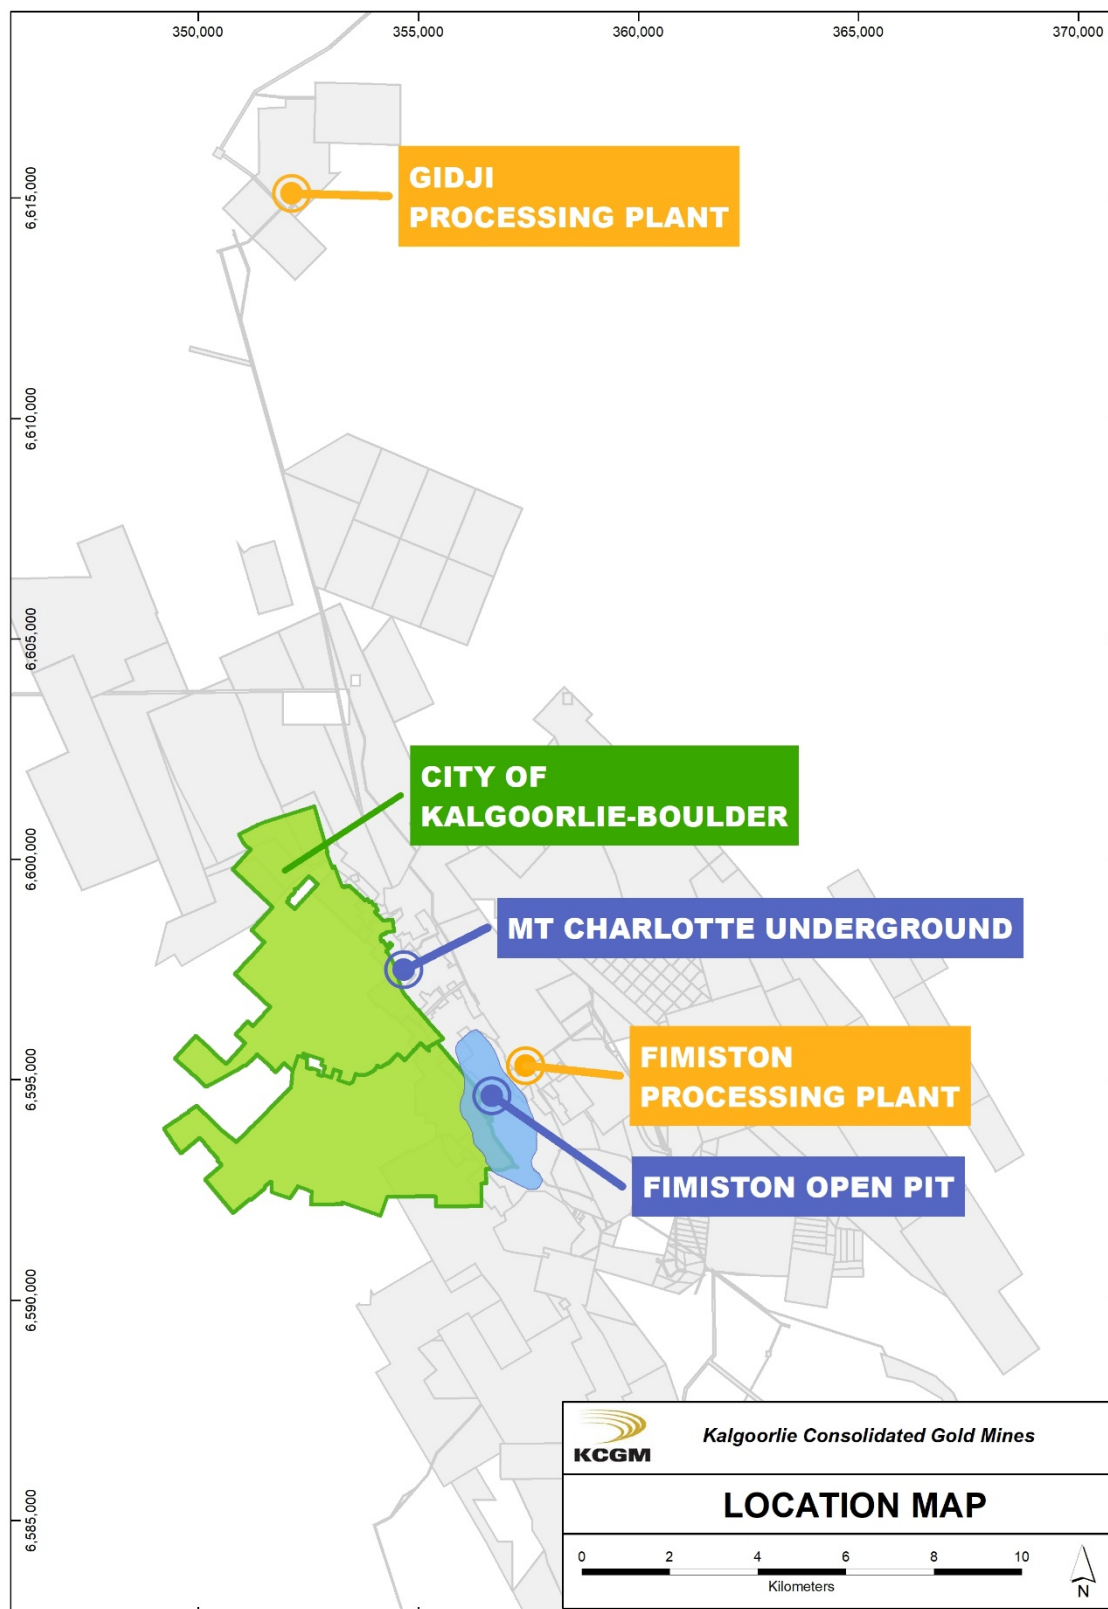 350,000
355,000
360,000
365,000
370,000
6,615,000
GIDJI
PROCESSING PLANT
6,610,000
6,605,000
CITY OF
KALGOORLIE-BOULDER
6,600,000
MT CHARLOTTE UNDERGROUND
FIMISTON
PROCESSING PLANT
6,595,000
FIMISTON OPEN PIT
6,590,000
KCGM
Kalgoorlie Consolidated Gold Mines
LOCATION MAP
6,585,000
0 2 4 6 8 10
Kilometers
N